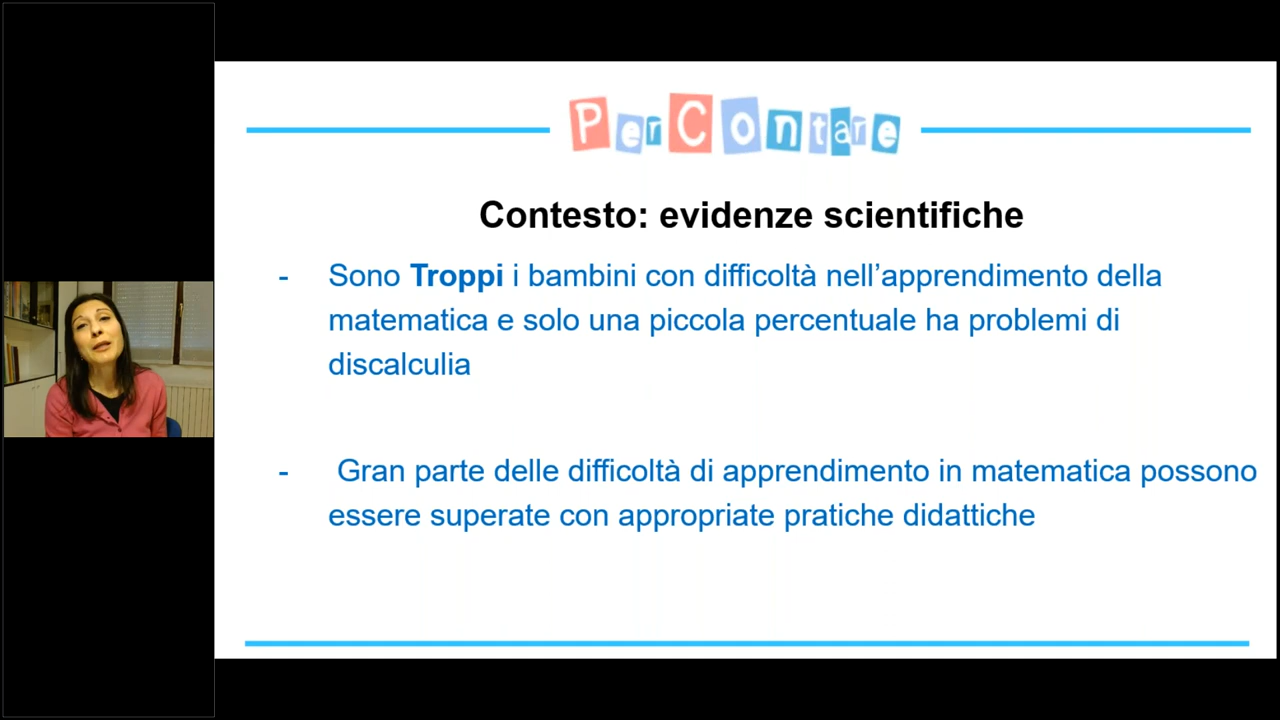 PerContare
Contesto: evidenze scientifiche
- Sono Troppi i bambini con difficoltà nell’apprendimento della
matematica e solo una piccola percentuale ha problemi di
discalculia
- Gran parte delle difficoltà di apprendimento in matematica possono
essere superate con appropriate pratiche didattiche